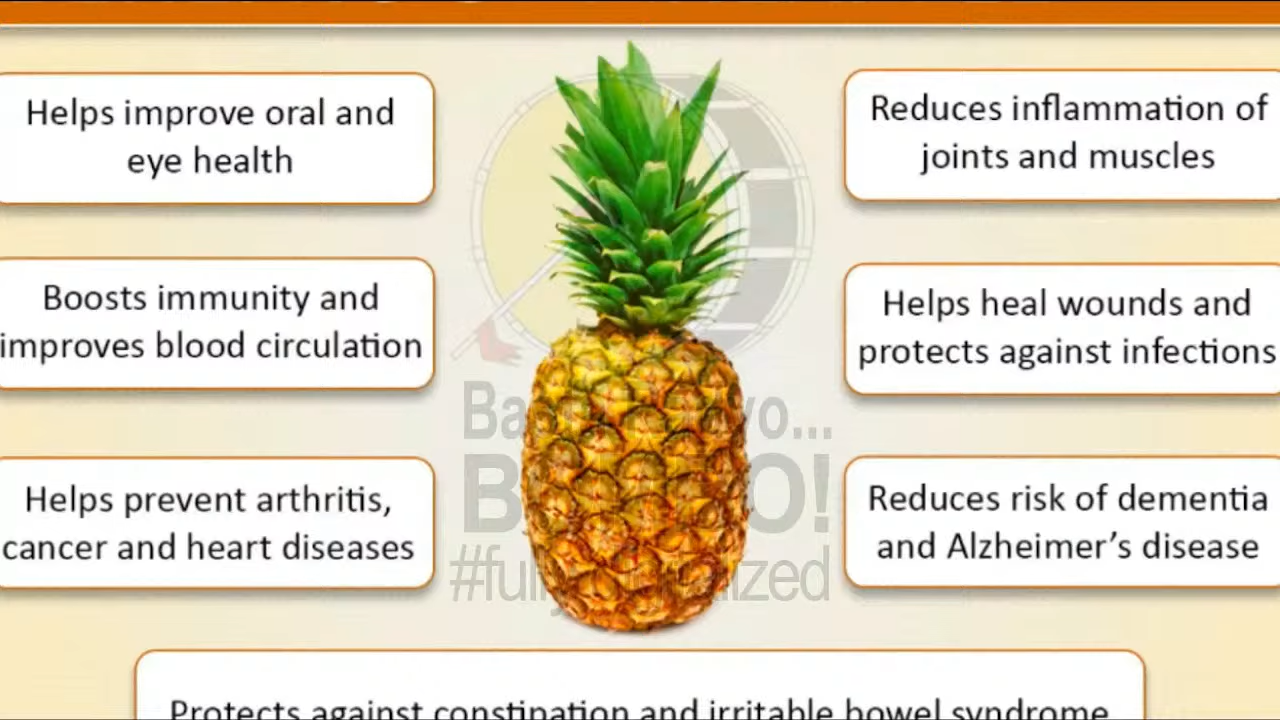 Helps improve oral and
eye health
Boosts immunity and
improves blood circulation
Helps prevent arthritis,
cancer and heart diseases
Reduces inflammation of
joints and muscles
Helps heal wounds and
protects against infections
Reduces risk of dementia
and Alzheimer's disease
Protects against constipation and irritable bowel syndrome